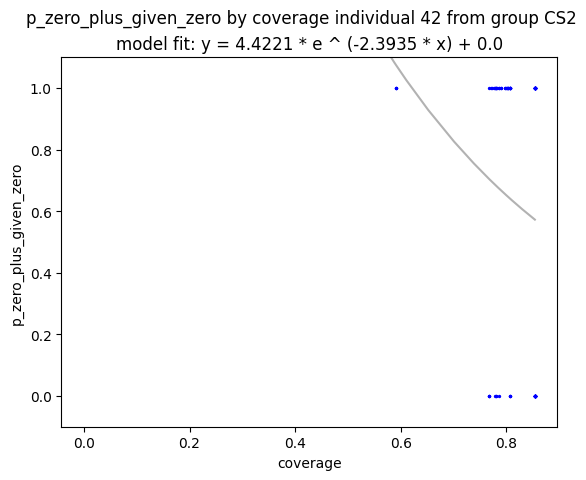 p_zero_plus_given_zero by coverage individual 42 from group CS2
model fit: y = 4.4221 * e ^ (-2.3935 * x) + 0.0
1.0
0.8
0.6
0.4
0.2
0.0
p_zero_plus_given_zero
0.0 0.2 0.4 0.6 0.8
coverage